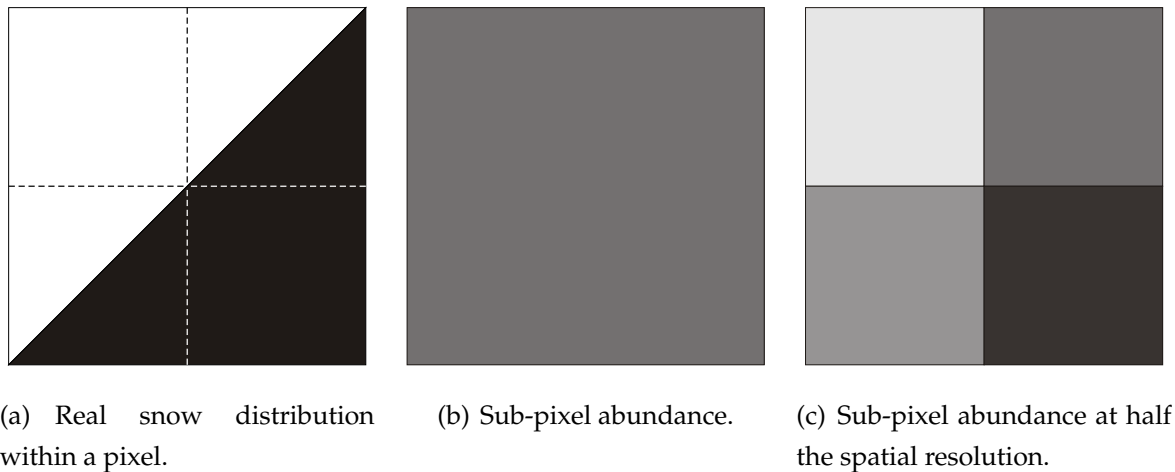 (a) Real snow distribution
within a pixel.
(b) Sub-pixel abundance.
(c) Sub-pixel abundance at half
the spatial resolution.